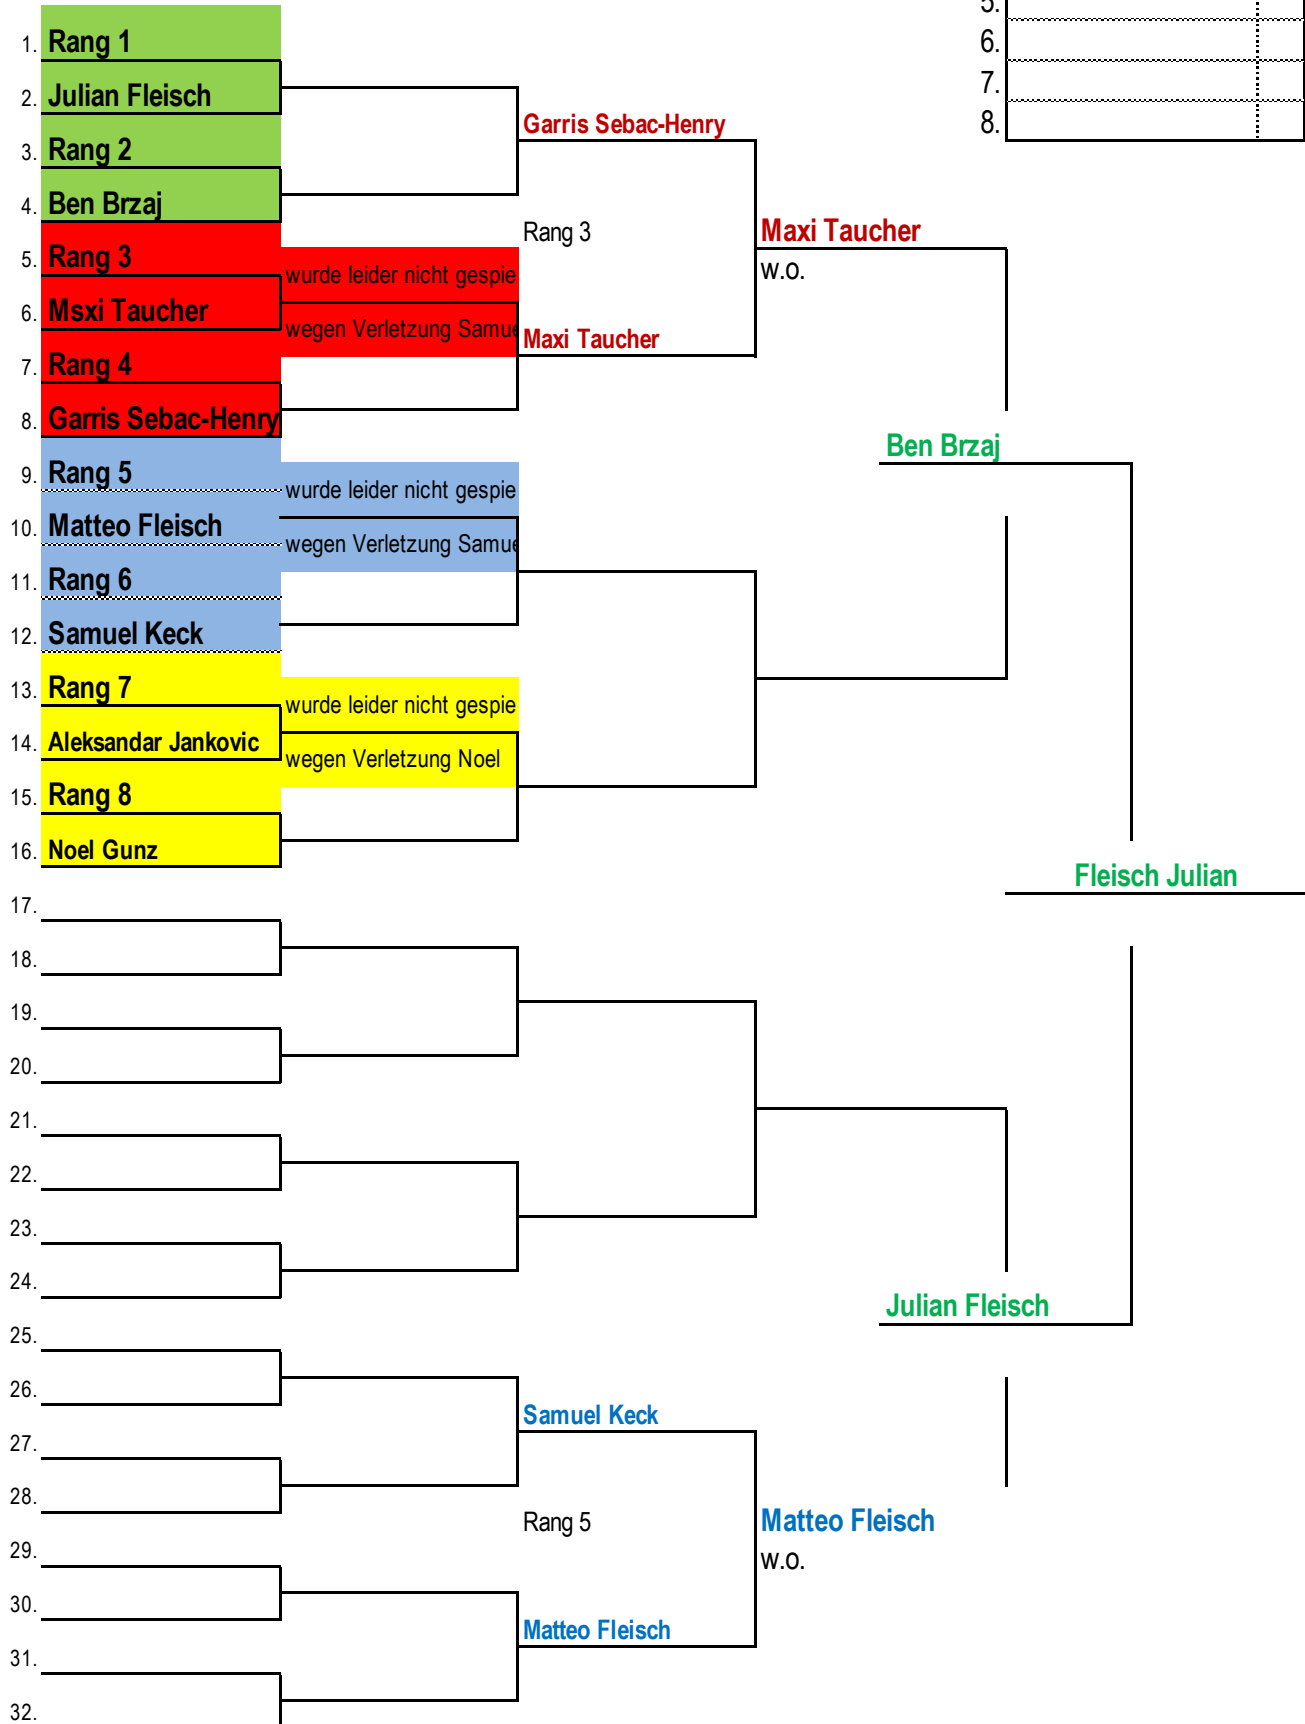 5.
6.
7.
8.
1. Rang 1
2. Julian Fleisch
3. Rang 2
4. Ben Brzaj
5. Rang 3
6. Msxi Taucher
7. Rang 4
8. Garris Sebac-Henry
9. Rang 5
10. Matteo Fleisch
11. Rang 6
12. Samuel Keck
13. Rang 7
14. Aleksandar Jankovic
15. Rang 8
16. Noel Gunz
17.
18.
19.
20.
21.
22.
23.
24.
25.
26.
27.
28.
29.
30.
31.
32.
wurde leider nicht gespie
wegen Verletzung Samue
wurde leider nicht gespie
wegen Verletzung Samue
wurde leider nicht gespie
wegen Verletzung Noel
Garris Sebac-Henry
Rang 3
Maxi Taucher
Maxi Taucher
w.o.
Ben Brzaj
Fleisch Julian
Julian Fleisch
Samuel Keck
Rang 5
Matteo Fleisch
w.o.
Matteo Fleisch